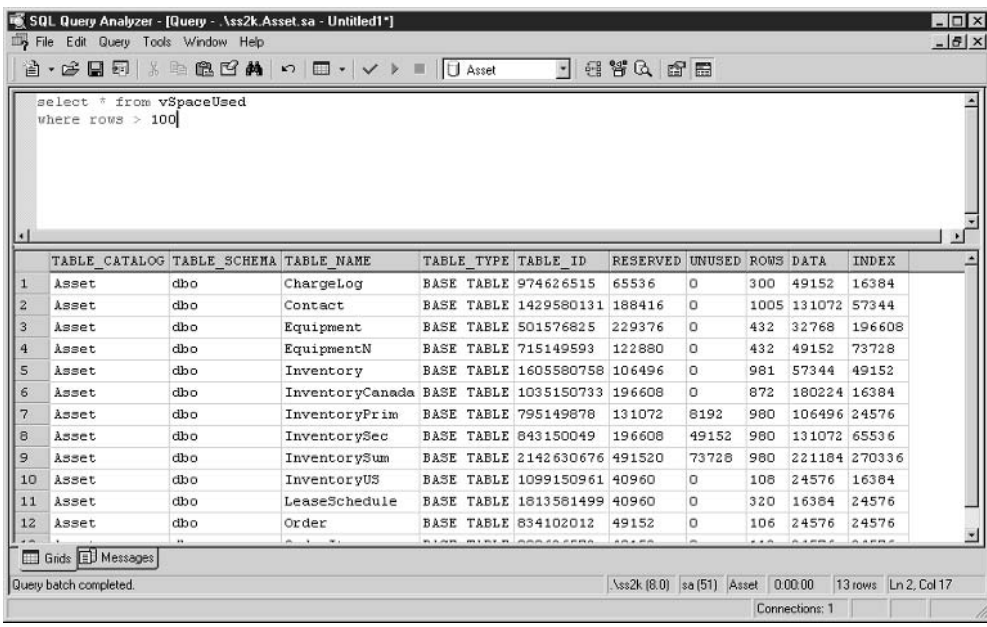 SQL Query Analyzer - [Query - .\ss2k.Asset.sa - Untitled1*]
File Edit Query Tools Window Help
Asset
select * from vSpaceUsed
where rows > 100
TABLE_CATALOG TABLE_SCHEMA TABLE_NAME TABLE_TYPE TABLE_ID RESERVED UNUSED ROWS DATA INDEX
1 Asset dbo ChargeLog BASE TABLE 974626515 65536 0 300 49152 16384
2 Asset dbo Contact BASE TABLE 1429580131 188416 0 1005 131072 57344
3 Asset dbo Equipment BASE TABLE 501576825 229376 0 432 32768 196608
4 Asset dbo EquipmentN BASE TABLE 715149593 122880 0 432 49152 73728
5 Asset dbo Inventory BASE TABLE 1605580758 106496 0 981 57344 49152
6 Asset dbo InventoryCanada BASE TABLE 1035150733 196608 0 872 180224 16384
7 Asset dbo InventoryPrim BASE TABLE 795149878 131072 8192 980 106496 24576
8 Asset dbo InventorySec BASE TABLE 843150049 196608 49152 980 131072 65536
9 Asset dbo InventorySum BASE TABLE 2142630676 491520 73728 980 221184 270336
10 Asset dbo InventoryUS BASE TABLE 1099150961 40960 0 108 24576 16384
11 Asset dbo LeaseSchedule BASE TABLE 1813581499 40960 0 320 16384 24576
12 Asset dbo Order BASE TABLE 834102012 49152 0 106 24576 24576
Grids Messages
Query batch completed. .\ss2k (8.0) sa (51) Asset 0:00:00 13 rows Ln 2, Col 17
Connections: 1